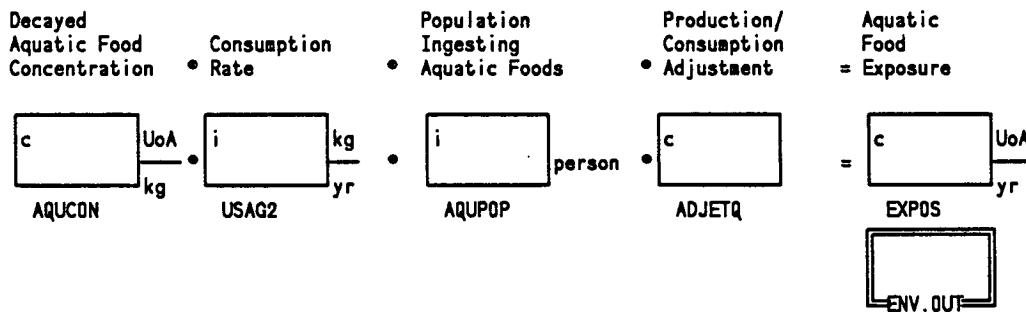 Decayed Population Production/ Aquatic
Aquatic Food Consumption Ingesting Consumption Food
Concentration • Rate • Aquatic Foods • Adjustment = Exposure
c UoA • i kg • i person • c = c UoA
kg yr yr
AQUCON USAG2 AQUPOP ADJETQ EXPOS
ENV.OUT